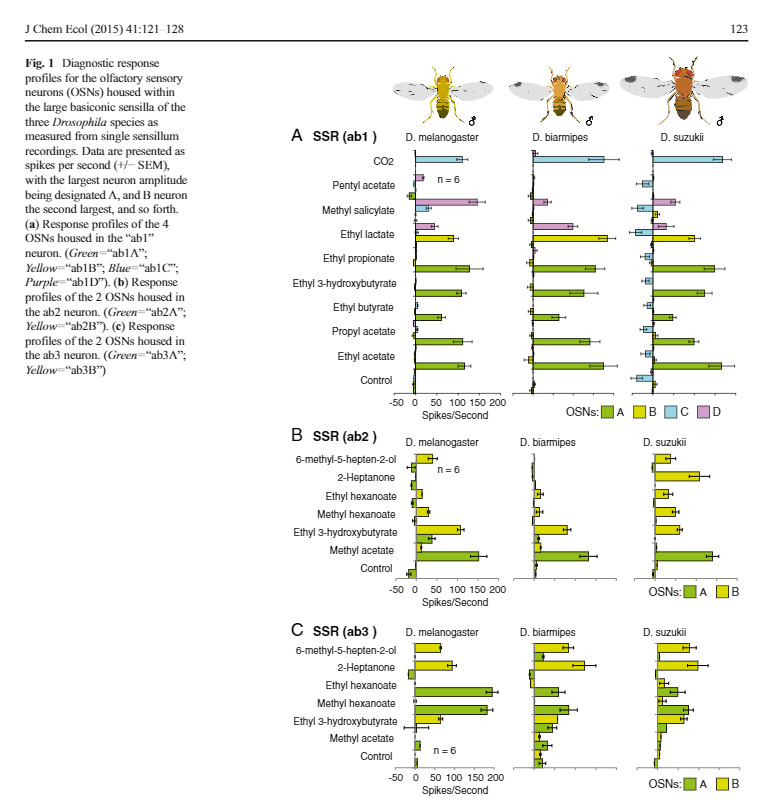 J Chem Ecol (2015) 41:121–128
123
Fig. 1 Diagnostic response
profiles for the olfactory sensory
neurons (OSNs) housed within
the large basiconic sensilla of the
three Drosophila species as
measured from single sensillum
recordings. Data are presented as
spikes per second (+/− SEM),
with the largest neuron amplitude
being designated A, and B neuron
the second largest, and so forth.
(a) Response profiles of the 4
OSNs housed in the “ab1”
neuron. (Green=“ab1A”;
Yellow=“ab1B”; Blue=“ab1C”;
Purple=“ab1D”). (b) Response
profiles of the 2 OSNs housed in
the ab2 neuron. (Green=“ab2A”;
Yellow=“ab2B”). (c) Response
profiles of the 2 OSNs housed in
the ab3 neuron. (Green=“ab3A”;
Yellow=“ab3B”)
♂ ♂ ♂
A SSR (ab1 ) D. melanogaster D. biarmipes D. suzukii
CO2
Pentyl acetate n = 6
Methyl salicylate
Ethyl lactate
Ethyl propionate
Ethyl 3-hydroxybutyrate
Ethyl butyrate
Propyl acetate
Ethyl acetate
Control
-50 0 50 100 150 200
Spikes/Second
OSNs: A B C D
B SSR (ab2) D. melanogaster D. biarmipes D. suzukii
6-methyl-5-hepten-2-ol
n = 6
2-Heptanone
Ethyl hexanoate
Methyl hexanoate
Ethyl 3-hydroxybutyrate
Methyl acetate
Control
-50 0 50 100 150 200
Spikes/Second
OSNs: A B
C SSR (ab3 ) D. melanogaster D. biarmipes D. suzukii
6-methyl-5-hepten-2-ol
2-Heptanone
Ethyl hexanoate
Methyl hexanoate
Ethyl 3-hydroxybutyrate
Methyl acetate
n = 6
Control
-50 0 50 100 150 200
Spikes/Second
OSNs: A B